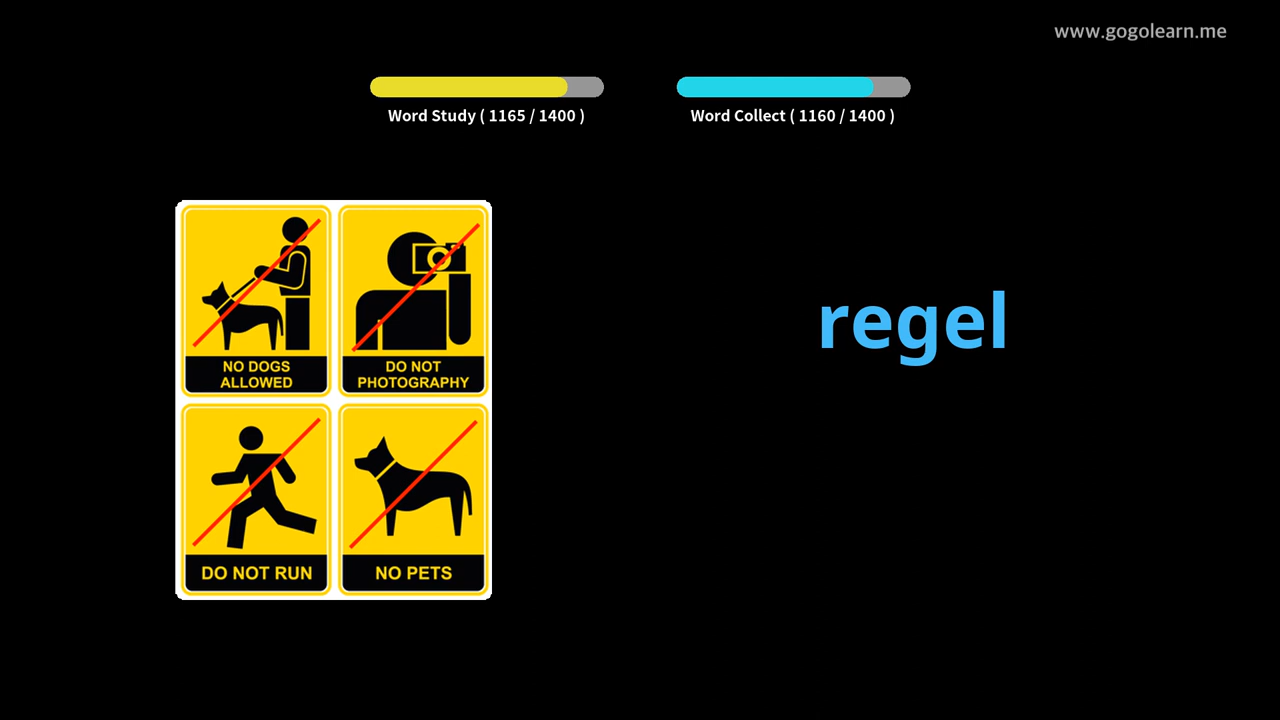 www.gogolearn.me
Word Study ( 1165 / 1400 )
Word Collect ( 1160 / 1400 )
NO DOGS
ALLOWED
DO NOT
PHOTOGRAPHY
regel
DO NOT RUN
NO PETS